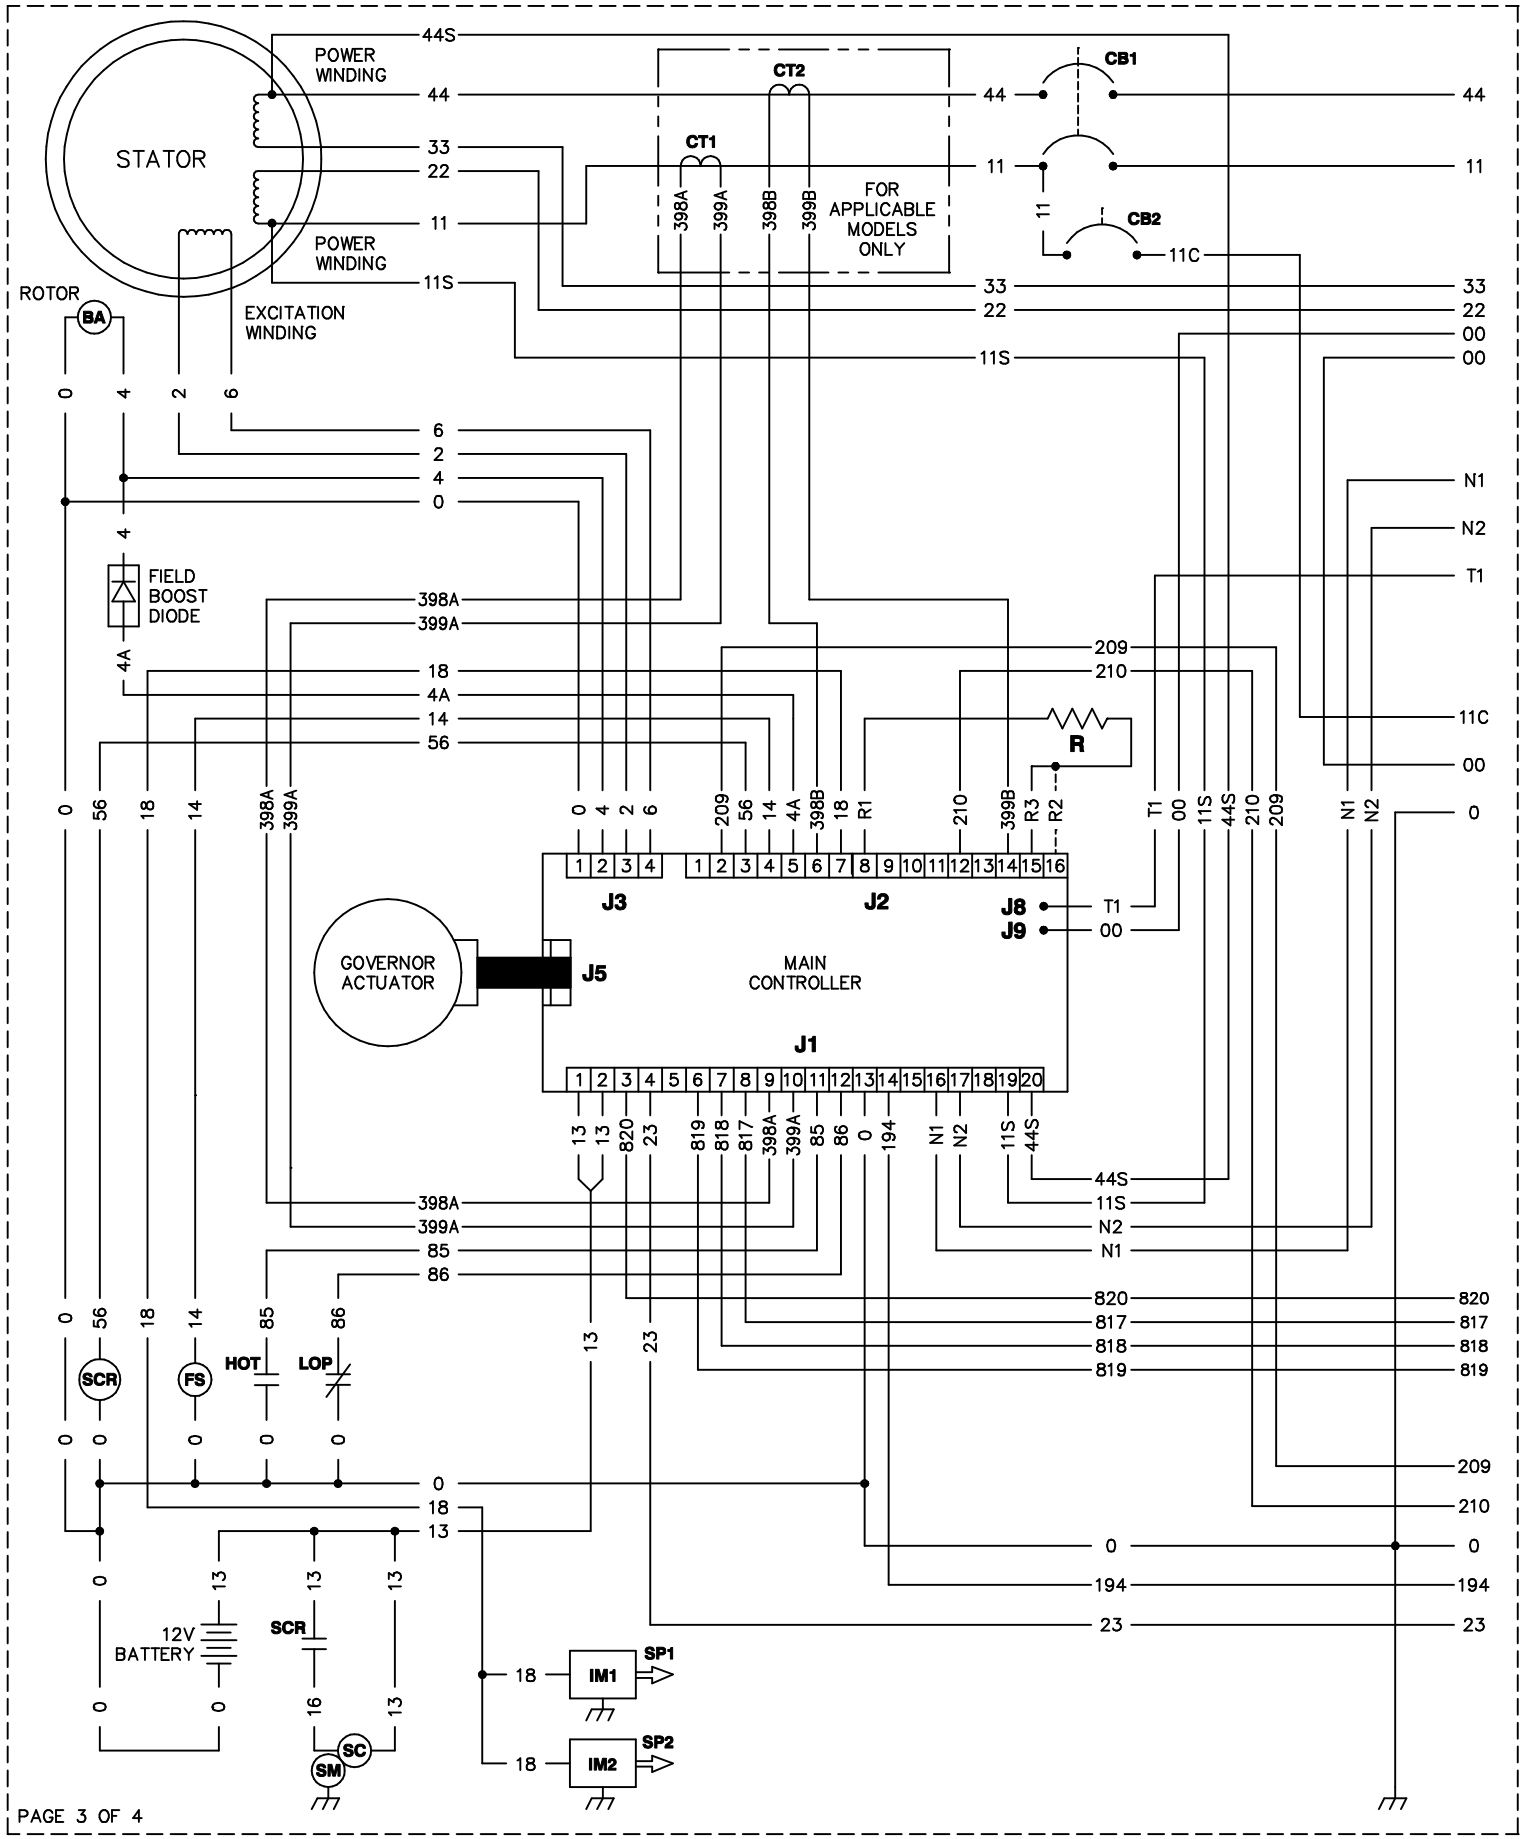 44S
POWER
WINDING
CT2
CB1
44
44
44
CT1
33
STATOR
22
11
11
398A
399A
398B
399B
FOR
APPLICABLE
MODELS
ONLY
11
CB2
11
POWER
WINDING
11C
11S
33
33
ROTOR
BA
EXCITATION
WINDING
22
22
00
11S
00
0
4
2
6
6
2
4
0
N1
4
N2
FIELD
BOOST
DIODE
T1
398A
399A
4A
209
18
210
4A
14
R
11C
56
00
0
56
18
14
398A
399A
0
4
2
6
209
56
14
4A
398B
18
R1
210
399B
R3
R2
T1
00
11S
44S
210
209
N1
N2
0
1 2 3 4
1 2 3 4 5 6 7 8 9 10 11 12 13 14 15 16
J3
J2
J8
T1
J9
00
GOVERNOR
ACTUATOR
J5
MAIN
CONTROLLER
J1
1 2 3 4 5 6 7 8 9 10 11 12 13 14 15 16 17 18 19 20
13
13
820
23
819
818
817
398A
399A
85
86
0
194
N1
N2
11S
44S
44S
398A
11S
399A
N2
85
N1
86
820
820
0
56
18
14
85
86
13
23
817
817
818
818
HOT
LOP
819
819
SCR
FS
0
0
0
0
0
209
0
18
210
13
0
0
0
13
13
13
194
194
SCR
12V
BATTERY
23
23
SP1
18
IM1
0
0
16
13
SC
SM
SP2
18
IM2
PAGE 3 OF 4